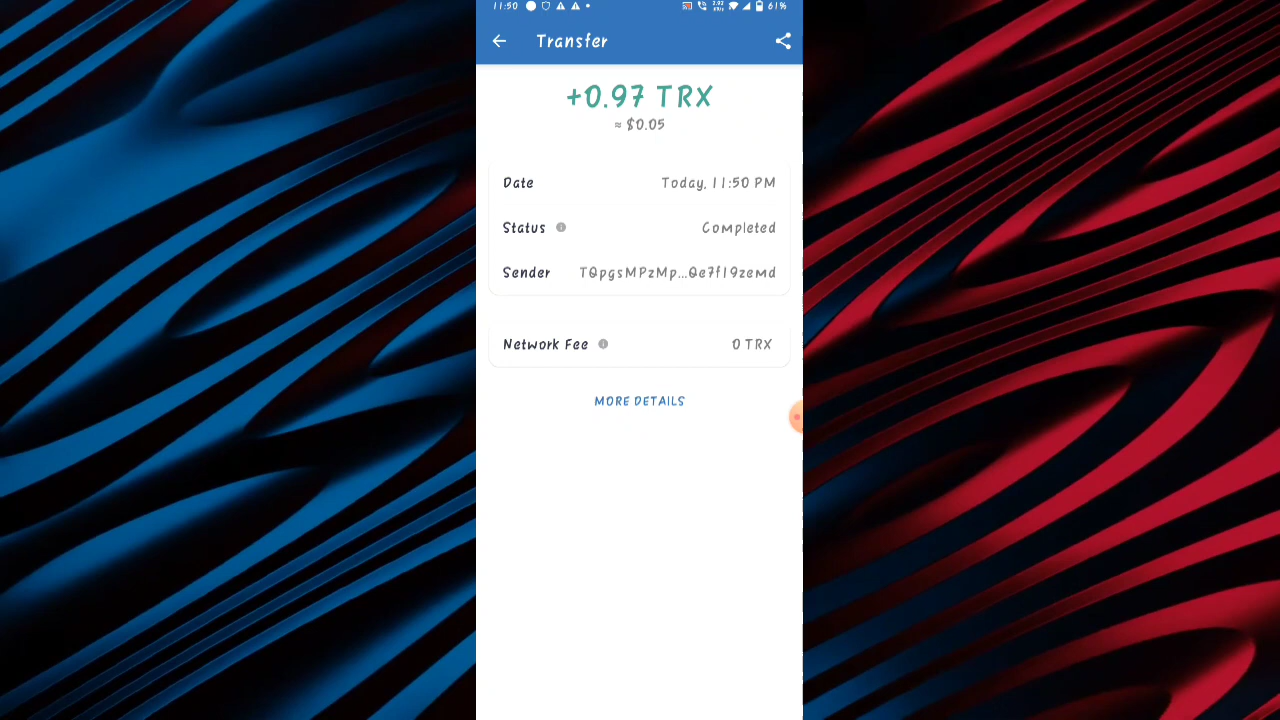 11:50 61%
Transfer
+0.97 TRX
≈ $0.05
Date Today, 11:50 PM
Status Completed
Sender TQpgsMPzMp...Qe7f19zemd
Network Fee 0 TRX
MORE DETAILS